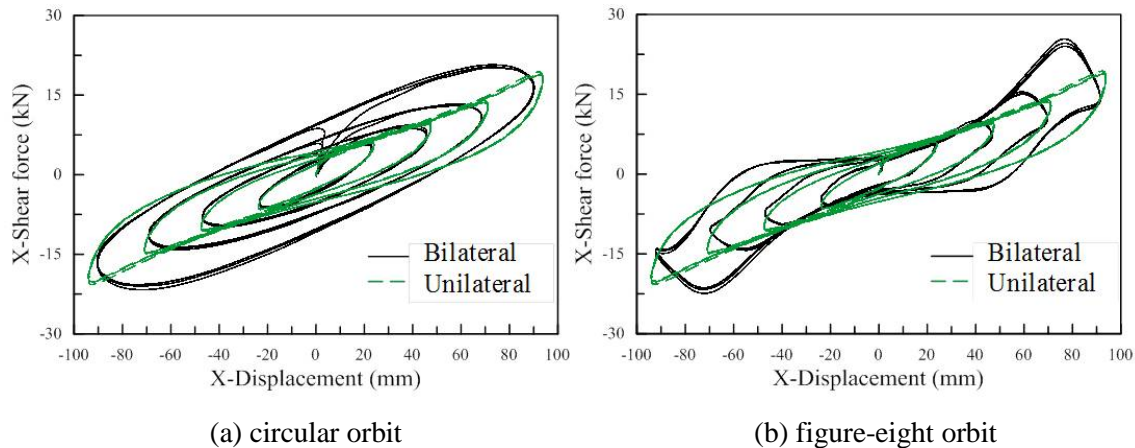 30
15
0
-15
-30
X-Shear force (kN)
Bilateral
Unilateral
-100 -80 -60 -40 -20 0 20 40 60 80 100
X-Displacement (mm)
(a) circular orbit
30
15
0
-15
-30
X-Shear force (kN)
Bilateral
Unilateral
-100 -80 -60 -40 -20 0 20 40 60 80 100
X-Displacement (mm)
(b) figure-eight orbit